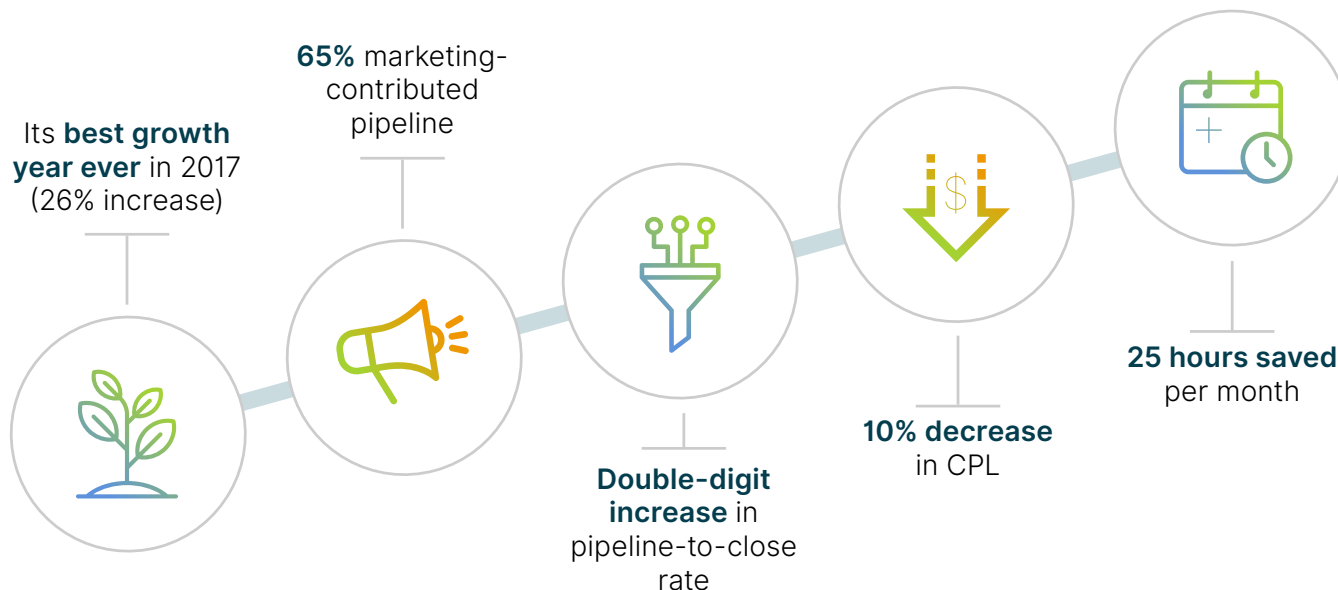 Its best growth
year ever in 2017
(26% increase)
65% marketing-
contributed
pipeline
Double-digit
increase in
pipeline-to-close
rate
$
10% decrease
in CPL
25 hours saved
per month